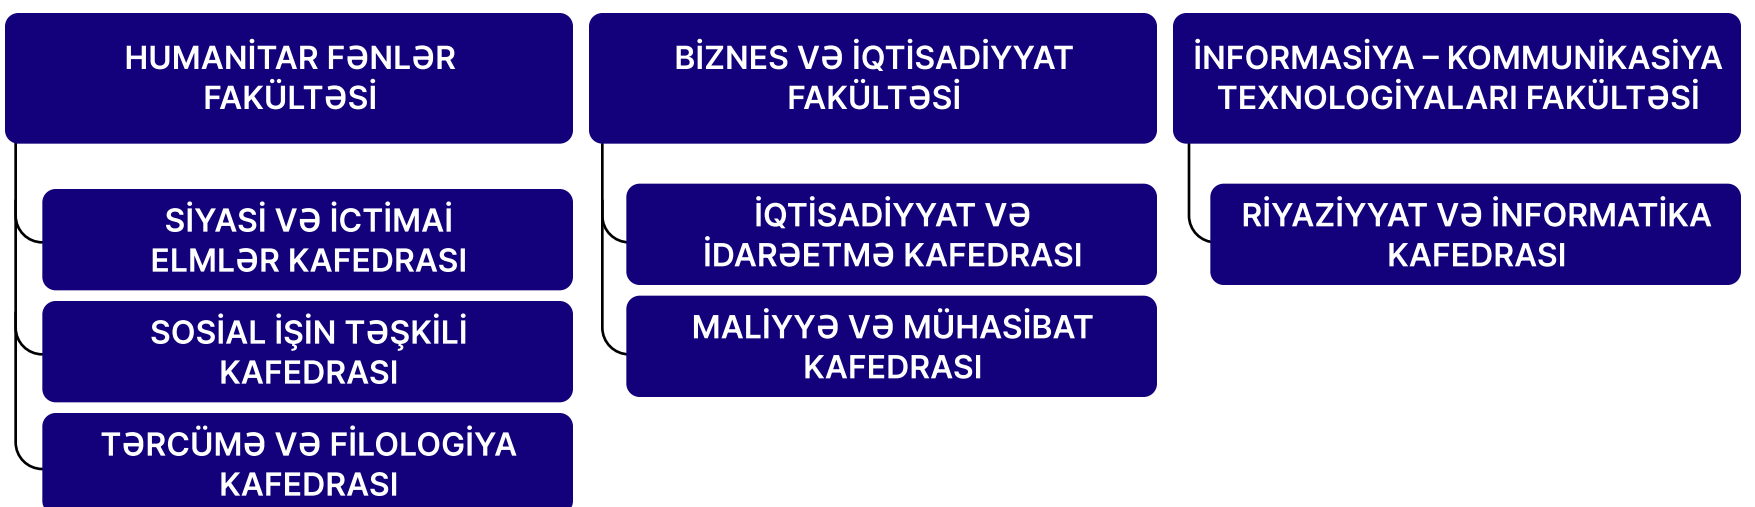 HUMANİTAR FƏNLƏR
FAKÜLTƏSİ
SİYASİ VƏ İCTİMAİ
ELMLƏR KAFEDRASI
SOSİAL İŞİN TƏŞKİLİ
KAFEDRASI
TƏRCÜMƏ VƏ FİLOLOGİYA
KAFEDRASI
BİZNES VƏ İQTİSADİYYAT
FAKÜLTƏSİ
İQTİSADİYYAT VƏ
İDARƏETMƏ KAFEDRASI
MALİYYƏ VƏ MÜHASİBAT
KAFEDRASI
İNFORMASİYA – KOMMUNİKASİYA
TEXNOLOGİYALARI FAKÜLTƏSİ
RİYAZİYYAT VƏ İNFORMATİKA
KAFEDRASI